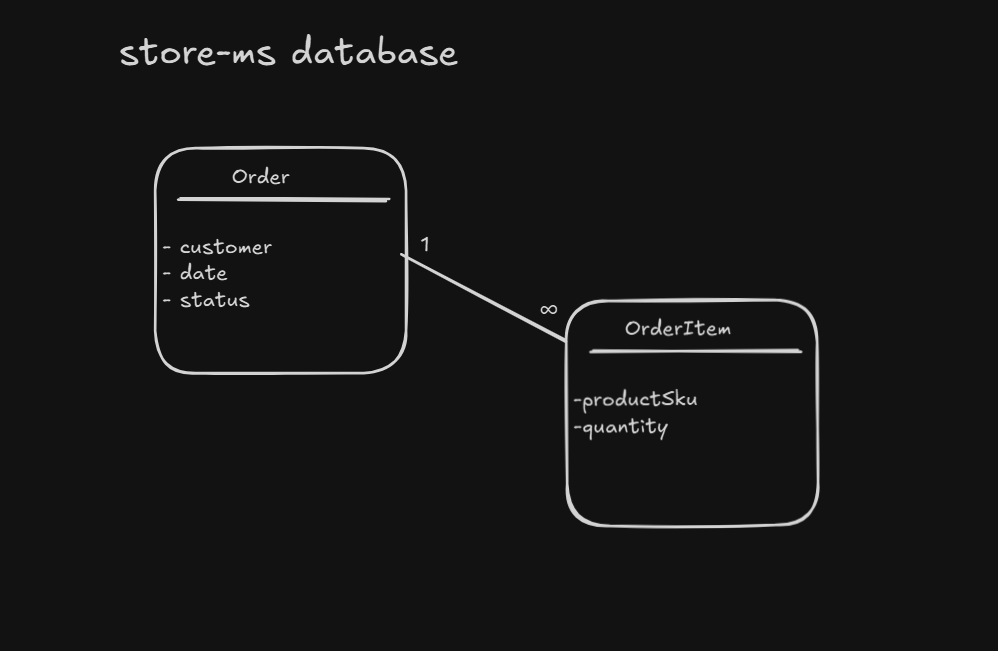 store-ms database
Order
- customer
- date
- status
1
∞
OrderItem
-productSku
-quantity